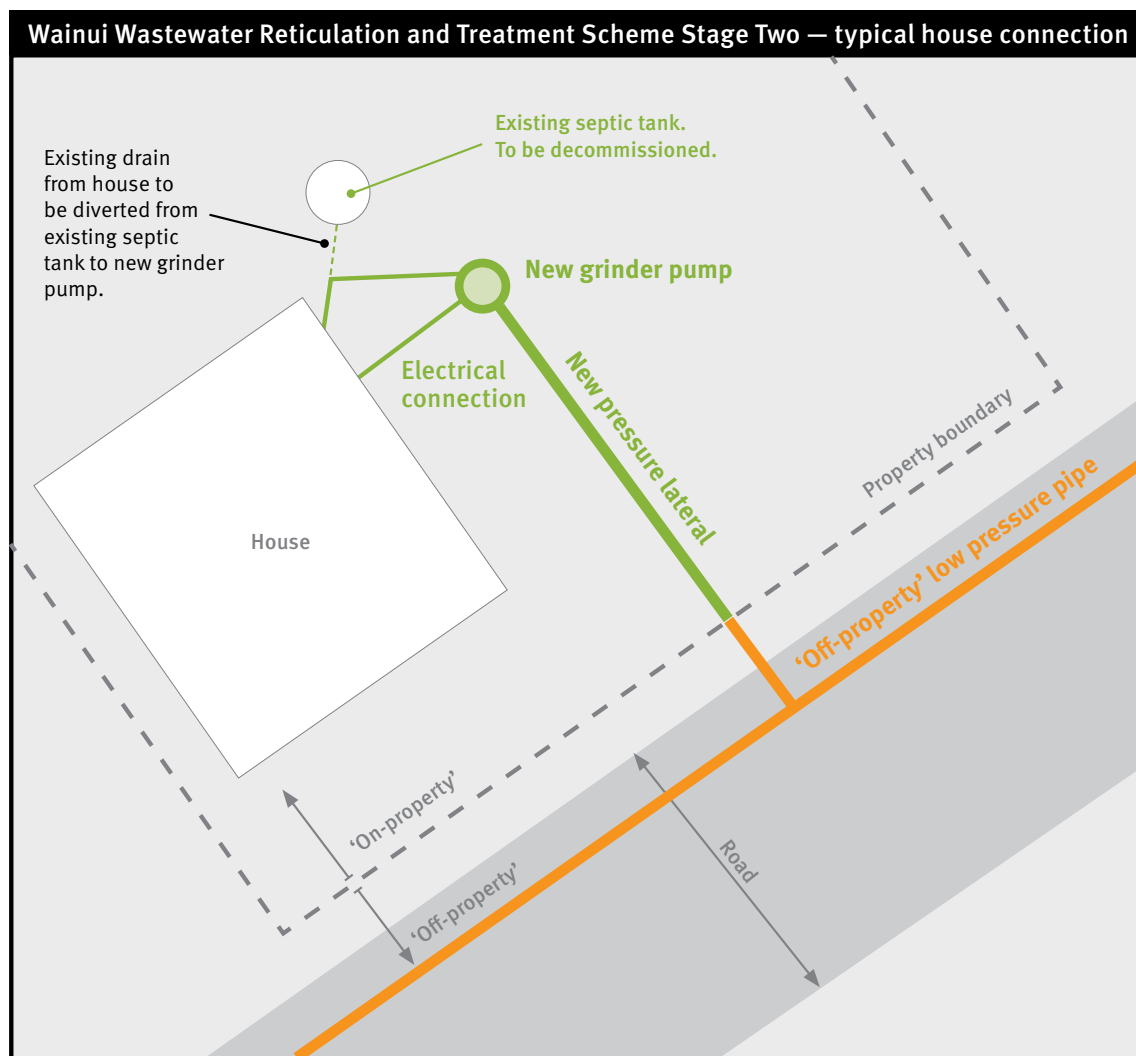 Wainui Wastewater Reticulation and Treatment Scheme Stage Two — typical house connection
Existing septic tank.
To be decommissioned.
Existing drain
from house to
be diverted from
existing septic
tank to new grinder
pump.
New grinder pump
Electrical
connection
New pressure lateral
Property boundary
‘Off-property’ low pressure pipe
House
‘On-property’
‘Off-property’
Road